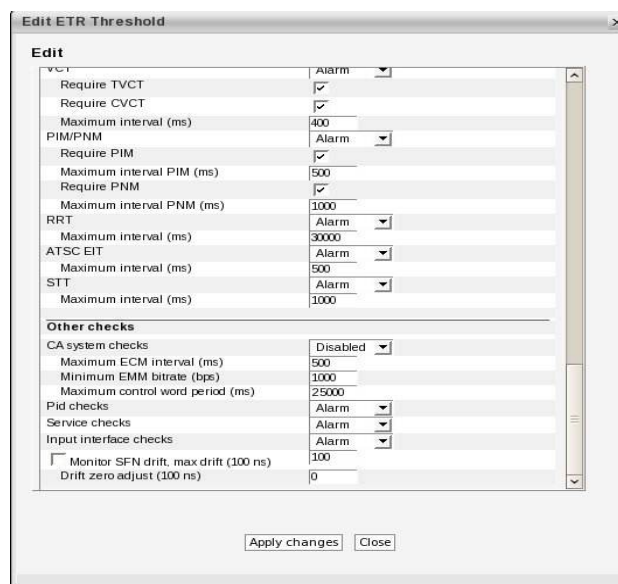 Edit ETR Threshold
Edit
VCT Alarm
Require TVCT
Require CVCT
Maximum interval (ms) 400
PIM/PNM Alarm
Require PIM
Maximum interval PIM (ms) 500
Require PNM
Maximum interval PNM (ms) 1000
RRT Alarm
Maximum interval (ms) 30000
ATSC EIT Alarm
Maximum interval (ms) 500
STT Alarm
Maximum interval (ms) 1000
Other checks
CA system checks Disabled
Maximum ECM interval (ms) 500
Minimum EMM bitrate (bps) 1000
Maximum control word period (ms) 25000
Pid checks Alarm
Service checks Alarm
Input interface checks Alarm
Monitor SFN drift, max drift (100 ns) 100
Drift zero adjust (100 ns) 0
Apply changes Close